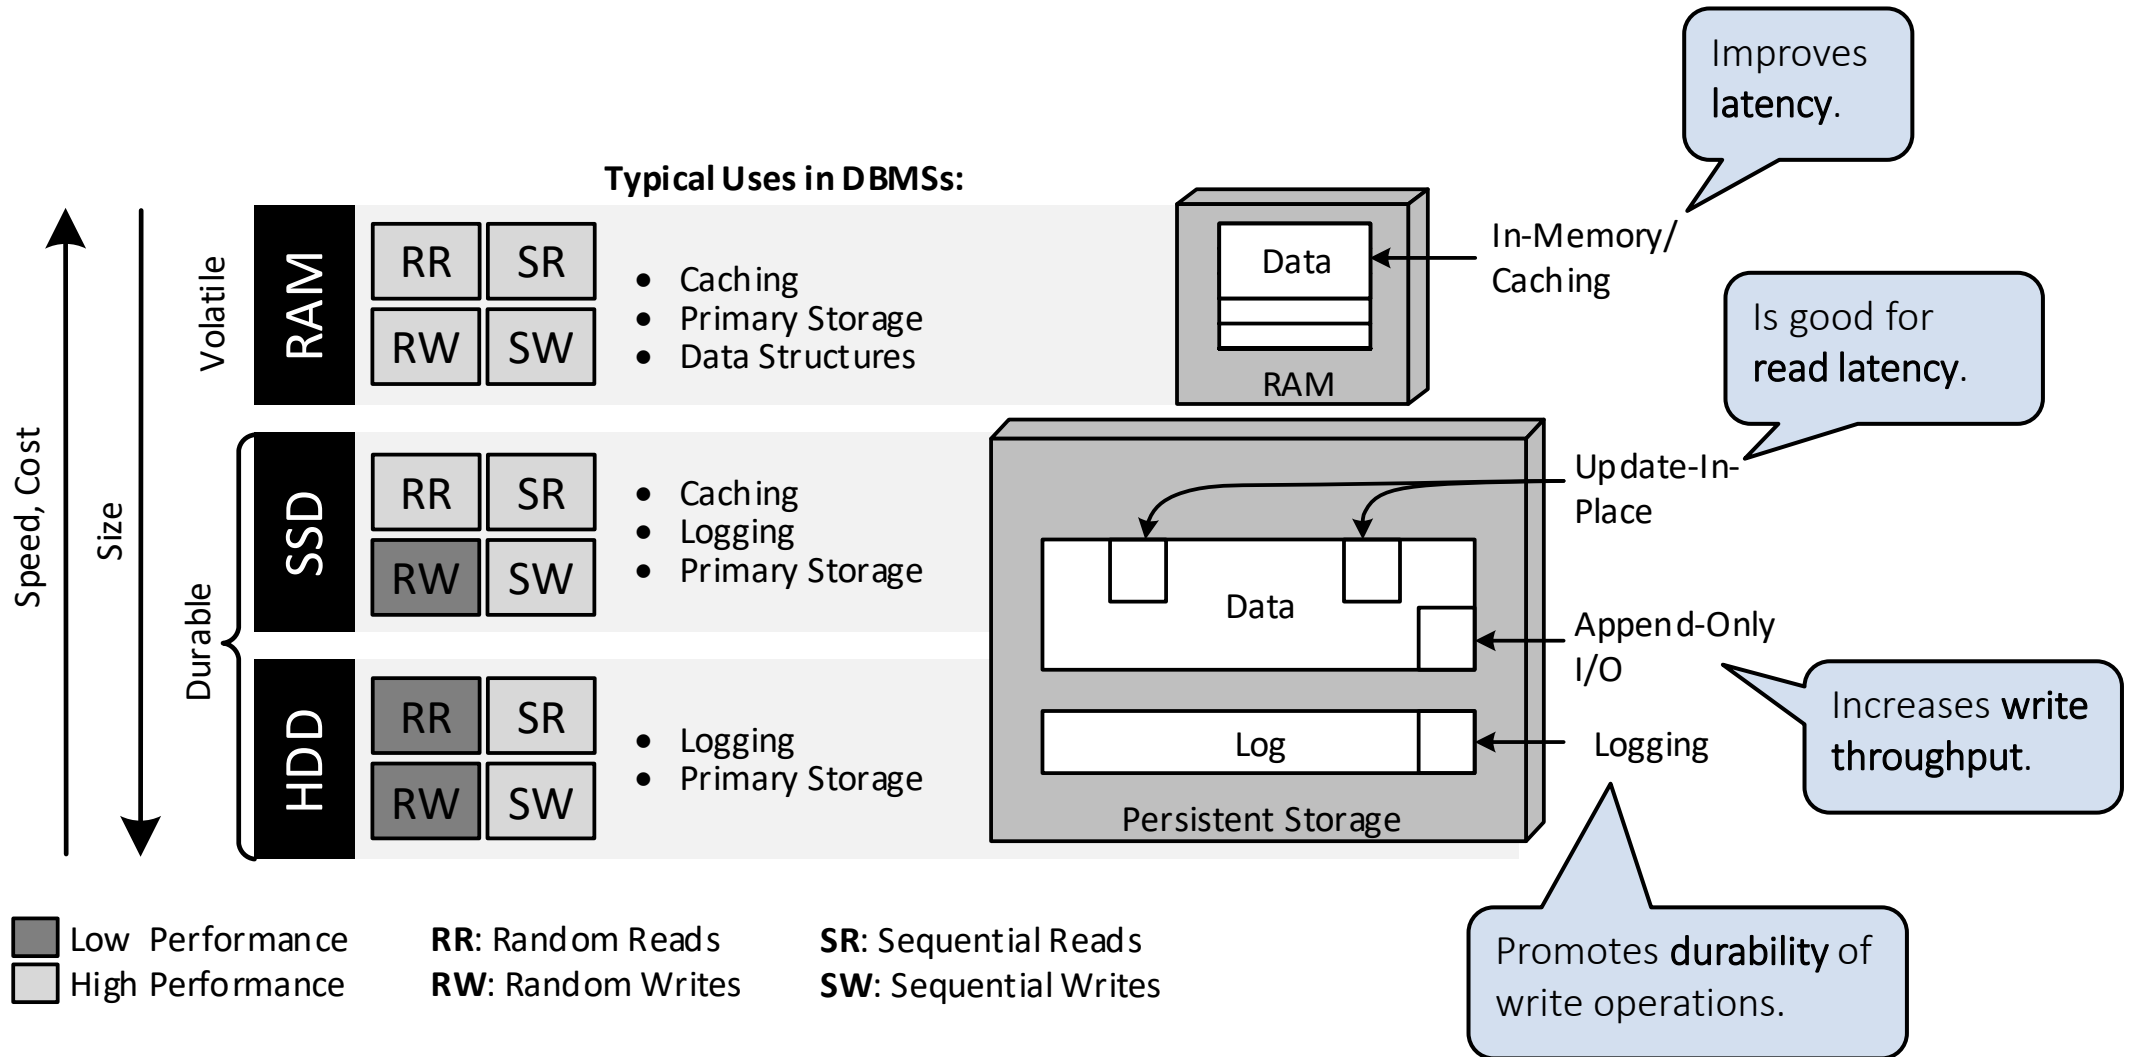 Improves
latency.
Typical Uses in DBMSs:
Speed, Cost
Size
Volatile
RAM
RR
SR
RW
SW
• Caching
• Primary Storage
• Data Structures
Data
RAM
In-Memory/
Caching
Is good for
read latency.
Durable
SSD
RR
SR
RW
SW
• Caching
• Logging
• Primary Storage
Update-In-
Place
Data
Append-Only
I/O
Increases write
throughput.
HDD
RR
SR
RW
SW
• Logging
• Primary Storage
Log
Logging
Persistent Storage
Promotes durability of
write operations.
Low Performance
High Performance
RR: Random Reads
RW: Random Writes
SR: Sequential Reads
SW: Sequential Writes